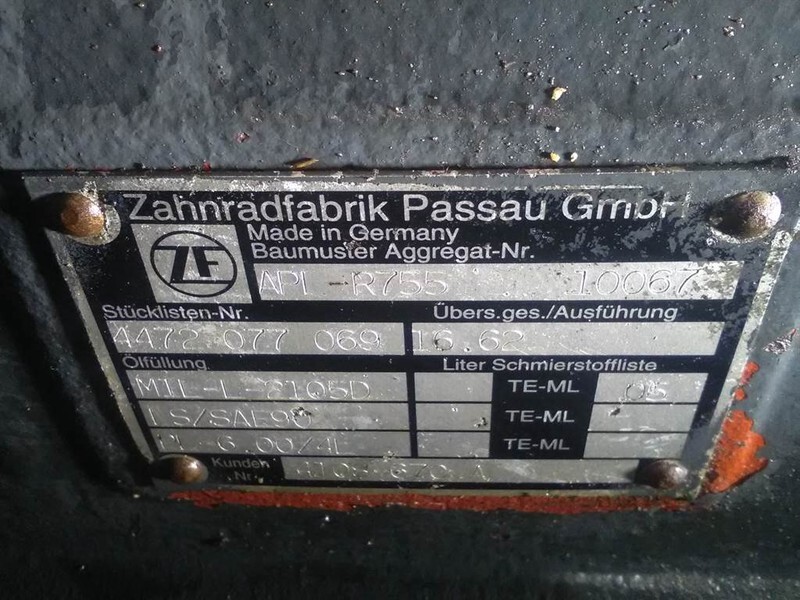 Zahnradfabrik Passau GmbH
ZF
Made in Germany
Baumuster Aggregat-Nr.
APL -R755 10067
Stücklisten-Nr. Übers.ges./Ausführung
4472 077 069 16.62
Ölfüllung Liter Schmierstoffliste
MIL-L-2105D TE-ML 05
LS/SAE90 TE-ML
TE-ML
Kunden
Nr.